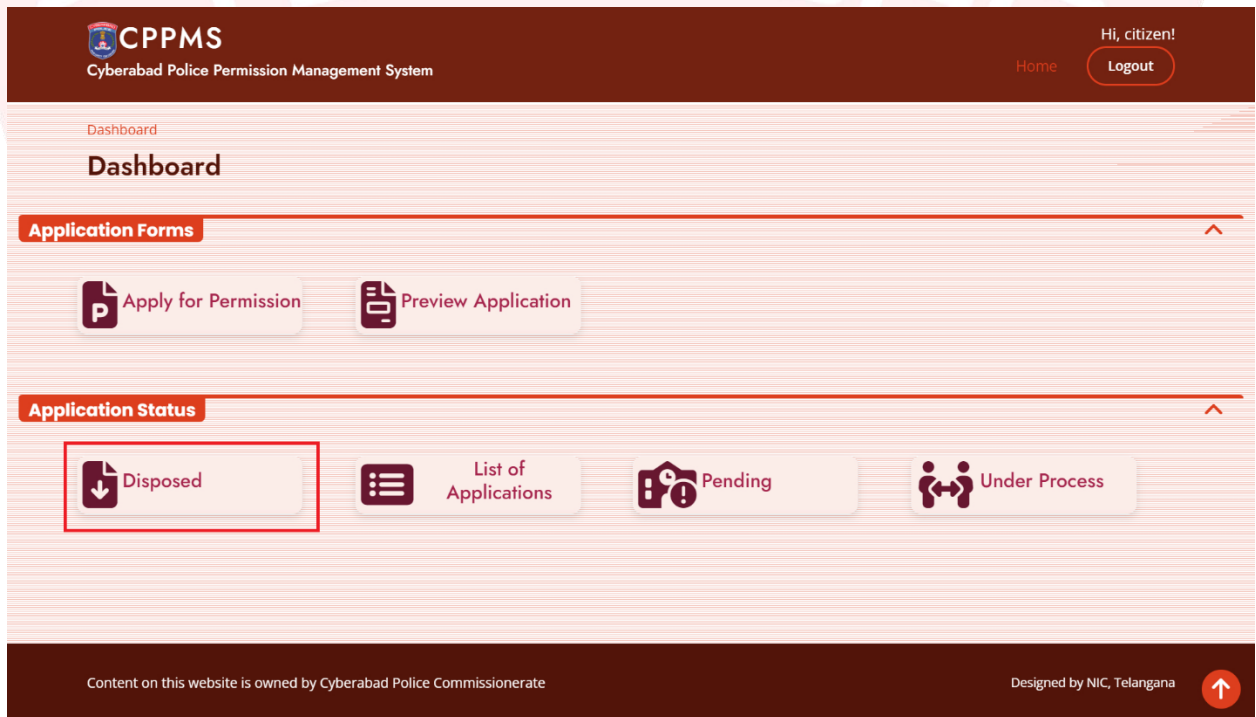 CPPMS
Cyberabad Police Permission Management System
Hi, citizen!
Home
Logout
Dashboard
Dashboard
Application Forms
Apply for Permission
Preview Application
Application Status
Disposed
List of
Applications
Pending
Under Process
Content on this website is owned by Cyberabad Police Commissionerate
Designed by NIC, Telangana